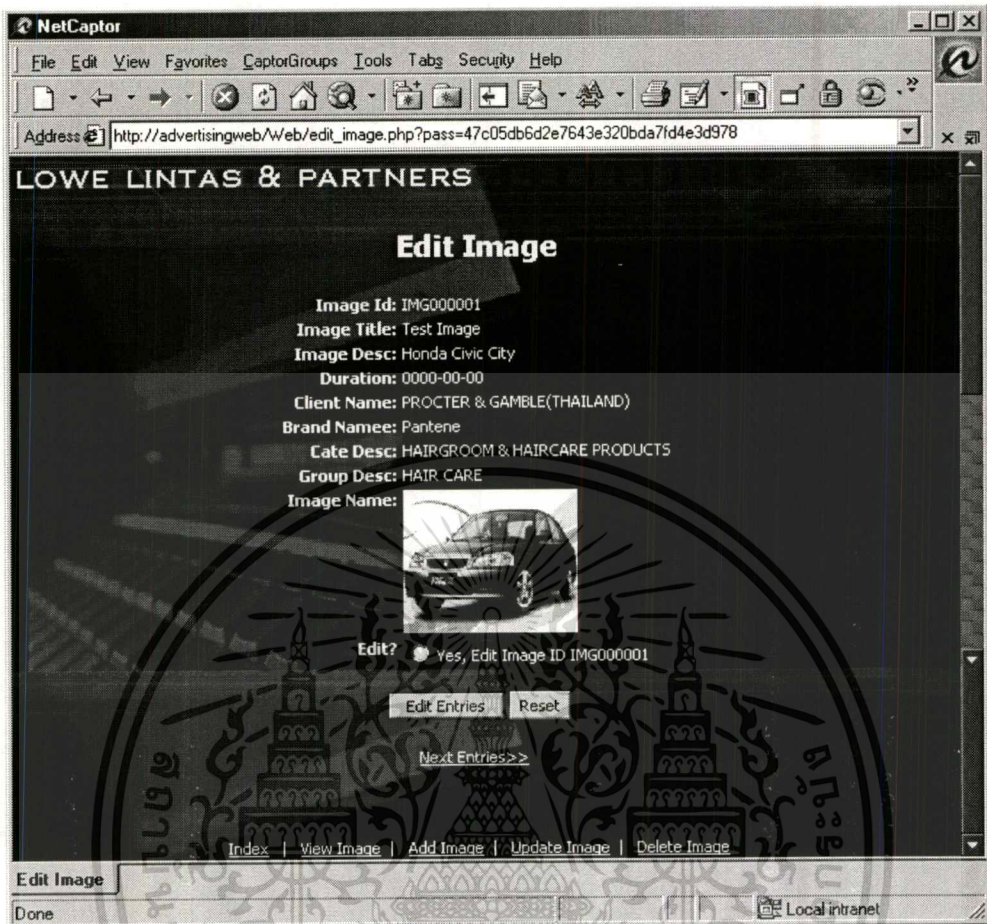 NetCaptor
File Edit View Favorites CaptorGroups Tools Tabs Security Help
Address http://advertisingweb/Web/edit_image.php?pass=47c05db6d2e7643e320bda7fd4e3d978
LOWE LINTAS & PARTNERS
Edit Image
Image Id: IMG000001
Image Title: Test Image
Image Desc: Honda Civic City
Duration: 0000-00-00
Client Name: PROCTER & GAMBLE(THAILAND)
Brand Namee: Pantene
Cate Desc: HAIRGROOM & HAIRCARE PRODUCTS
Group Desc: HAIR CARE
Image Name:
Edit? Yes, Edit Image ID IMG000001
Edit Entries Reset
Next Entries>>
Index | View Image | Add Image | Update Image | Delete Image
Edit Image
Done Local intranet